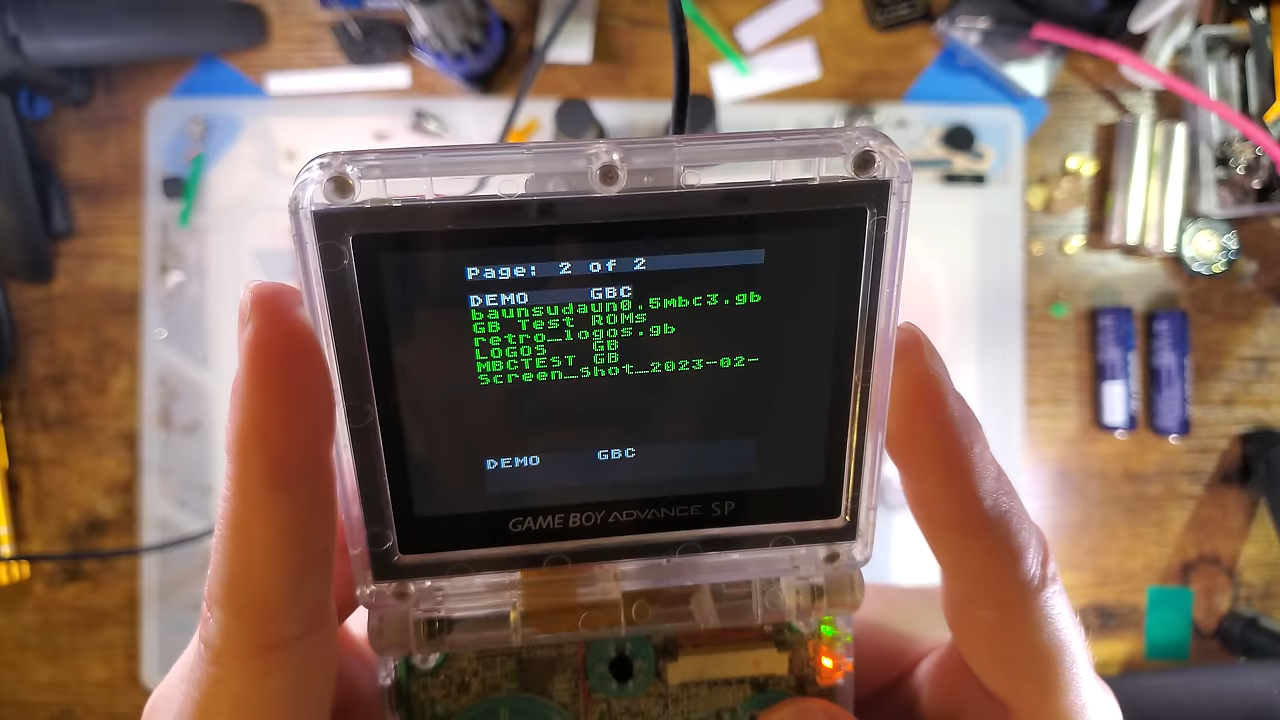 Page: 2 of 2
DEMO GBC
baunsudaun0.5mbc3.gb
GB Test ROMs
retro_logos.gb
LOGOS GB
MBCTEST GB
Screen_Shot_2023-02-
DEMO GBC
GAME BOY ADVANCE SP